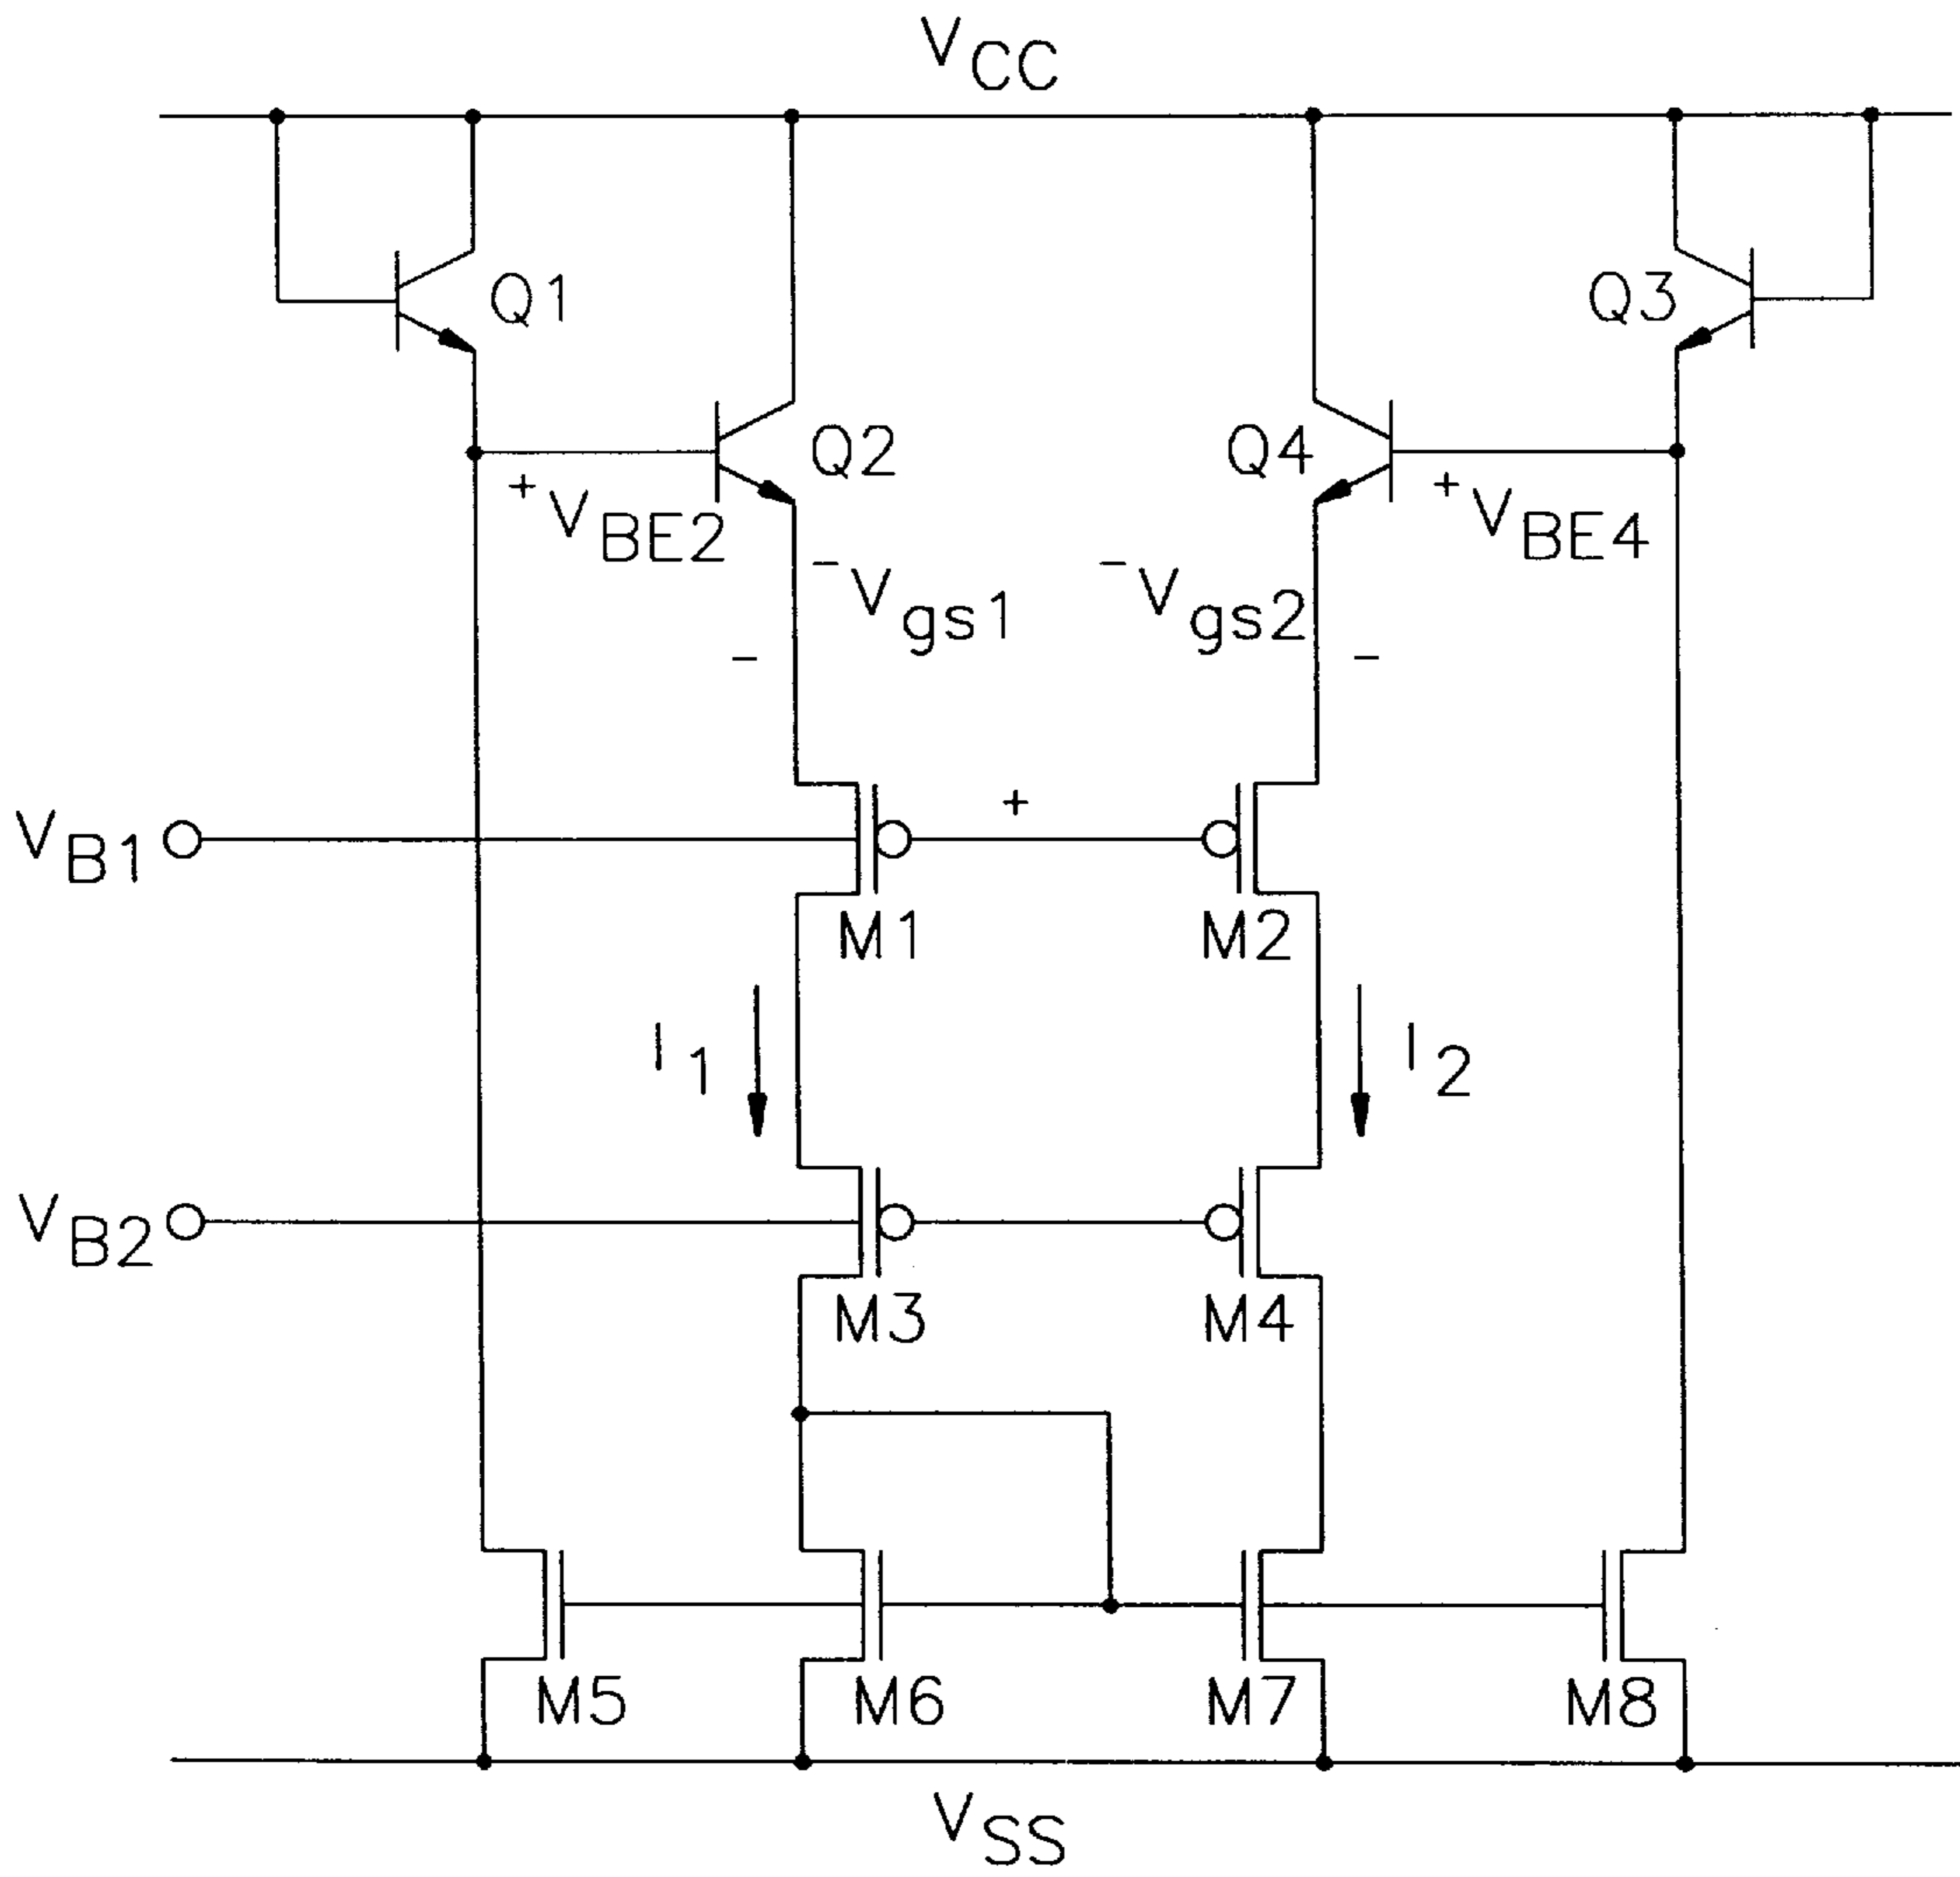 VCC
Q1
Q3
Q2
Q4
+ VBE2
+ VBE4
- Vgs1
- Vgs2
-
-
VB1
+
M1
M2
I1
I2
VB2
M3
M4
M5
M6
M7
M8
VSS